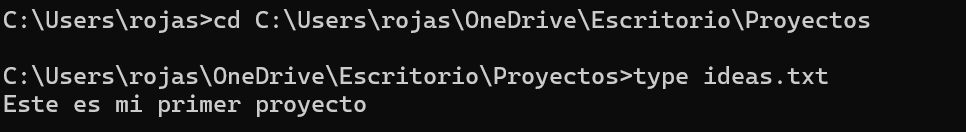 C:\Users\rojas>cd C:\Users\rojas\OneDrive\Escritorio\Proyectos
C:\Users\rojas\OneDrive\Escritorio\Proyectos>type ideas.txt
Este es mi primer proyecto